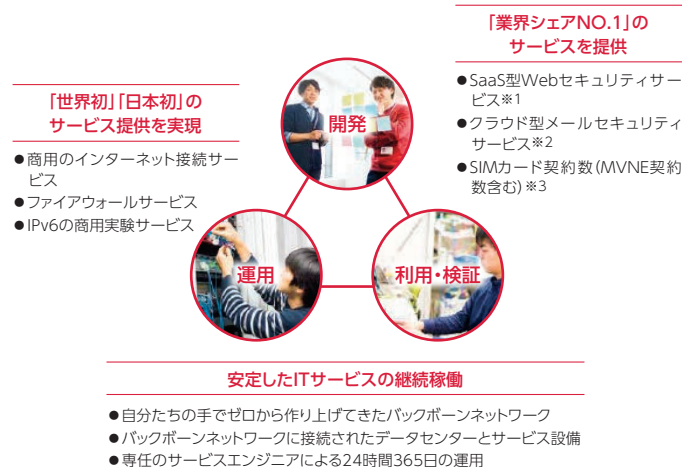 「業界シェアNO.1」の
サービスを提供
●SaaS型Webセキュリティサー
ビス※1
●クラウド型メールセキュリティ
サービス※2
●SIMカード契約数(MVNE契約
数含む)※3
「世界初」「日本初」の
サービス提供を実現
●商用のインターネット接続サー
ビス
●ファイアウォールサービス
●IPv6の商用実験サービス
開発
運用
利用・検証
安定したITサービスの継続稼働
●自分たちの手でゼロから作り上げてきたバックボーンネットワーク
●バックボーンネットワークに接続されたデータセンターとサービス設備
●専任のサービスエンジニアによる24時間365日の運用